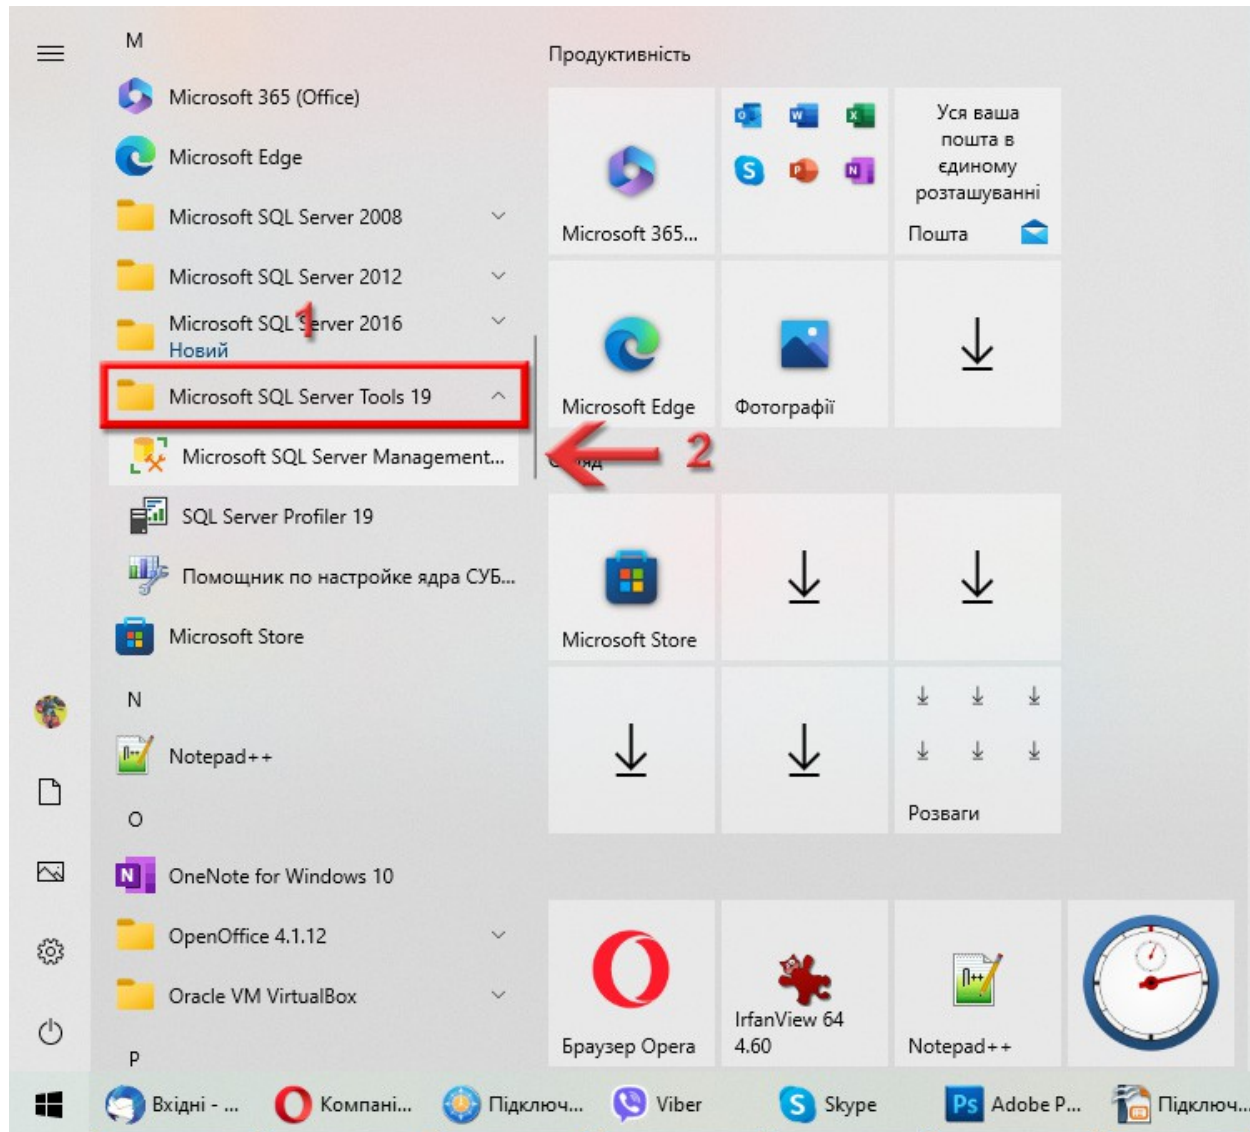 M
Microsoft 365 (Office)
Microsoft Edge
Microsoft SQL Server 2008
Microsoft SQL Server 2012
1
Microsoft SQL Server 2016
Новий
Microsoft SQL Server Tools 19
Microsoft SQL Server Management...
SQL Server Profiler 19
Помощник по настройке ядра СУБ...
Microsoft Store
N
Notepad++
O
OneNote for Windows 10
OpenOffice 4.1.12
Oracle VM VirtualBox
P
Продуктивність
Microsoft 365...
Уся ваша
пошта в
єдиному
розташуванні
Пошта
Microsoft Edge
Фотографії
2
Microsoft Store
Розваги
Браузер Opera
IrfanView 64
4.60
Notepad++
Вхідні - ...
Компані...
Підключ...
Viber
Skype
Ps
Adobe P...
Підключ...